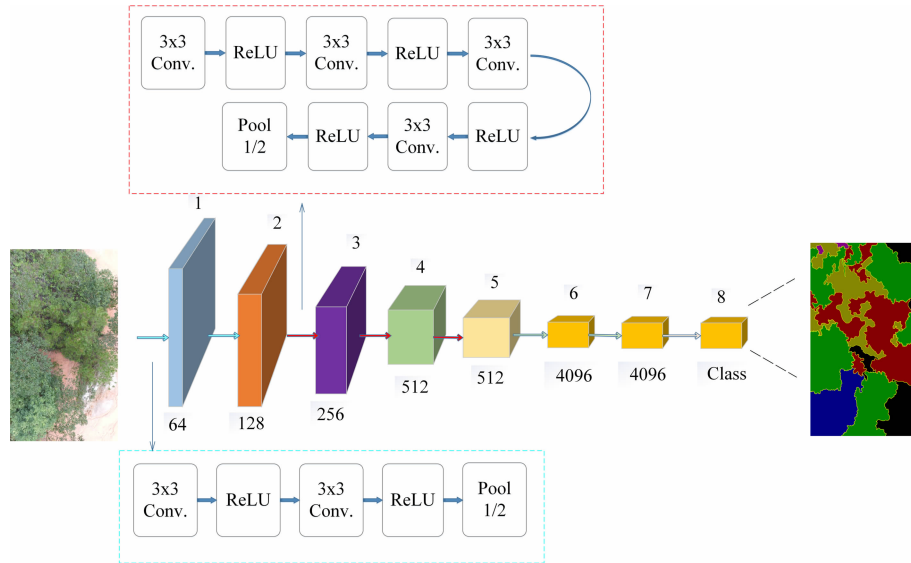 3x3
Conv.
ReLU
3x3
Conv.
ReLU
3x3
Conv.
Pool
1/2
ReLU
3x3
Conv.
ReLU
1
2
3
4
5
6
7
8
64
128
256
512
512
4096
4096
Class
3x3
Conv.
ReLU
3x3
Conv.
ReLU
Pool
1/2